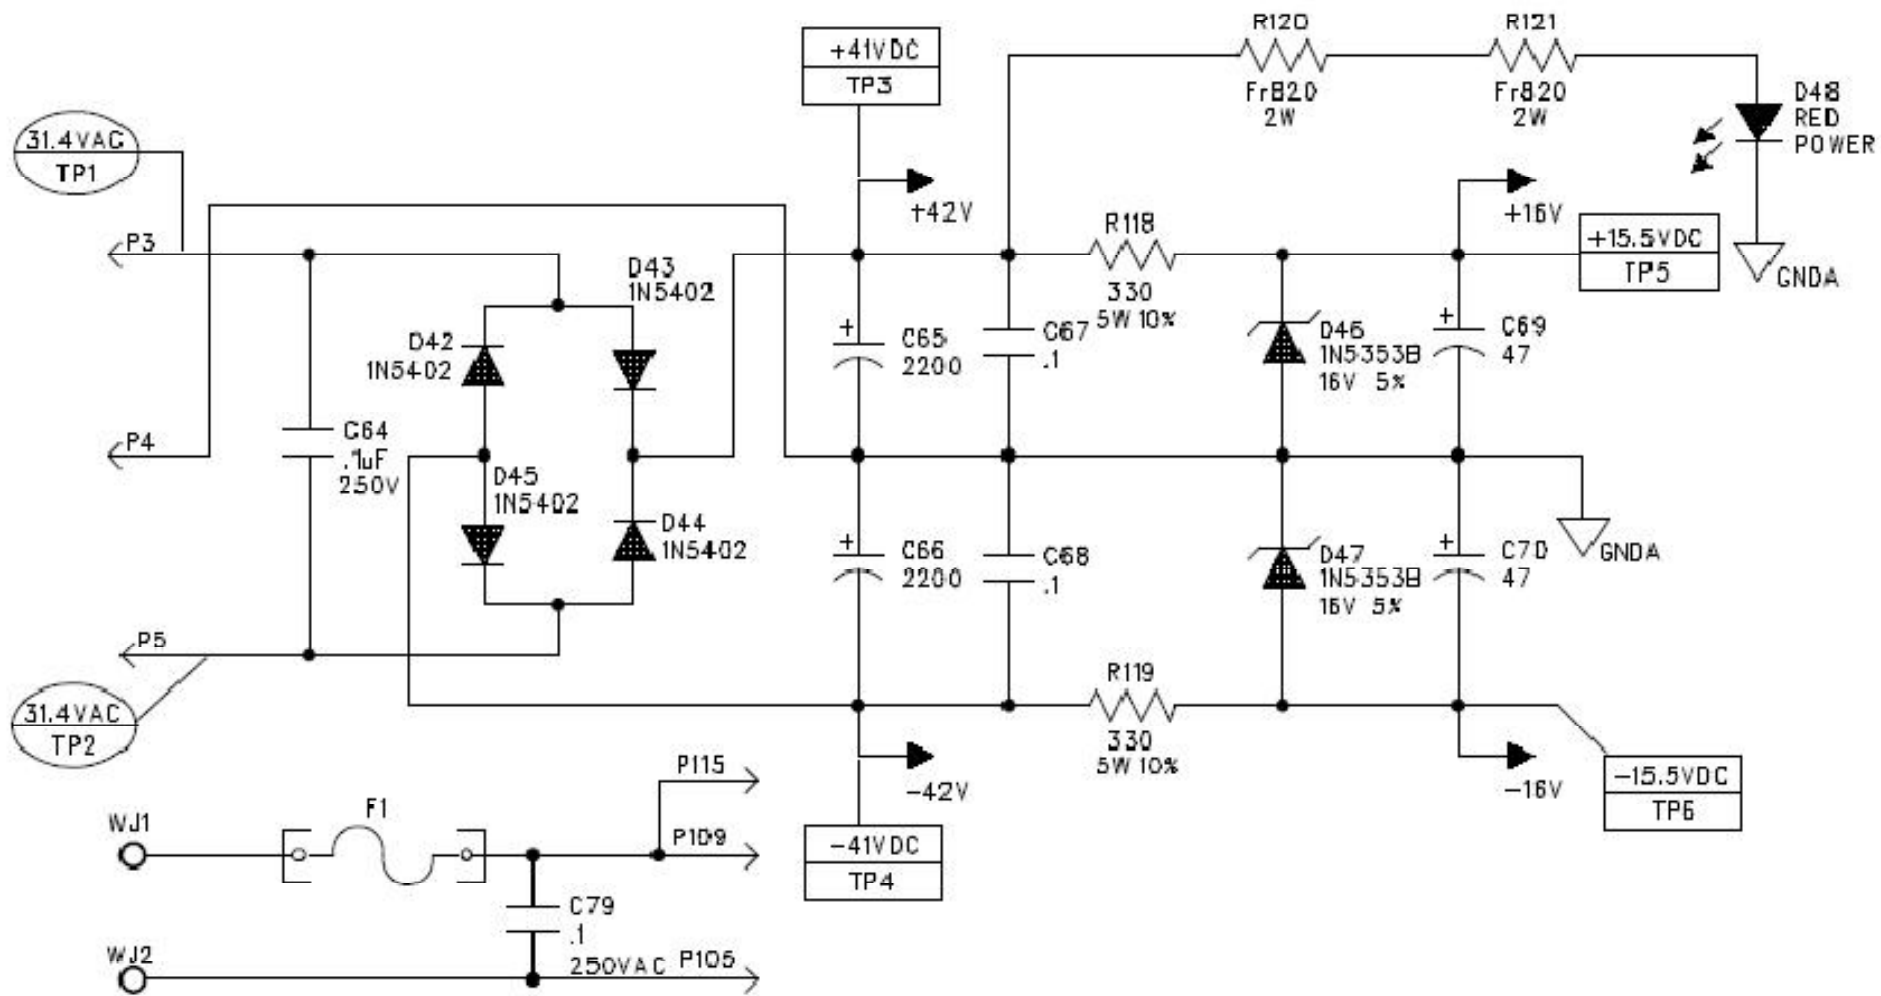 R120
R121
+41VDC
TP3
Fr820
2W
Fr820
2W
D48
RED
POWER
31.4VAC
TP1
+42V
+16V
R118
+15.5VDC
TP5
P3
D43
1N5402
GNDA
330
5W 10%
D42
1N5402
C65
2200
C67
.1
D46
1N5353B
16V 5%
C69
47
P4
C64
.1uF
250V
D45
1N5402
D44
1N5402
C66
2200
C68
.1
D47
1N5353B
16V 5%
C70
47
GNDA
P5
R119
31.4VAC
TP2
330
5W 10%
-42V
-16V
-15.5VDC
TP6
P115
F1
WJ1
P109
-41VDC
TP4
C79
.1
250VAC
WJ2
P105
+
+
+
+